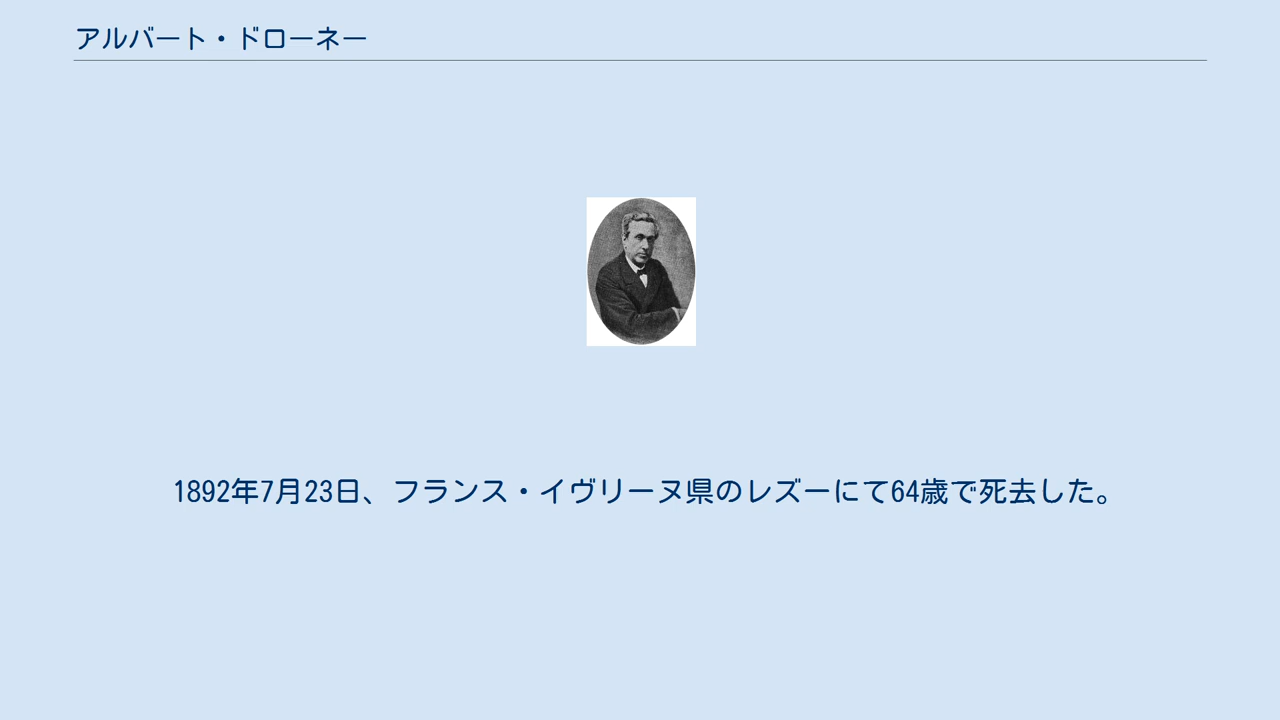 アルバート・ドローネー
1892年7月23日、フランス・イヴリーヌ県のレズーにて64歳で死去した。